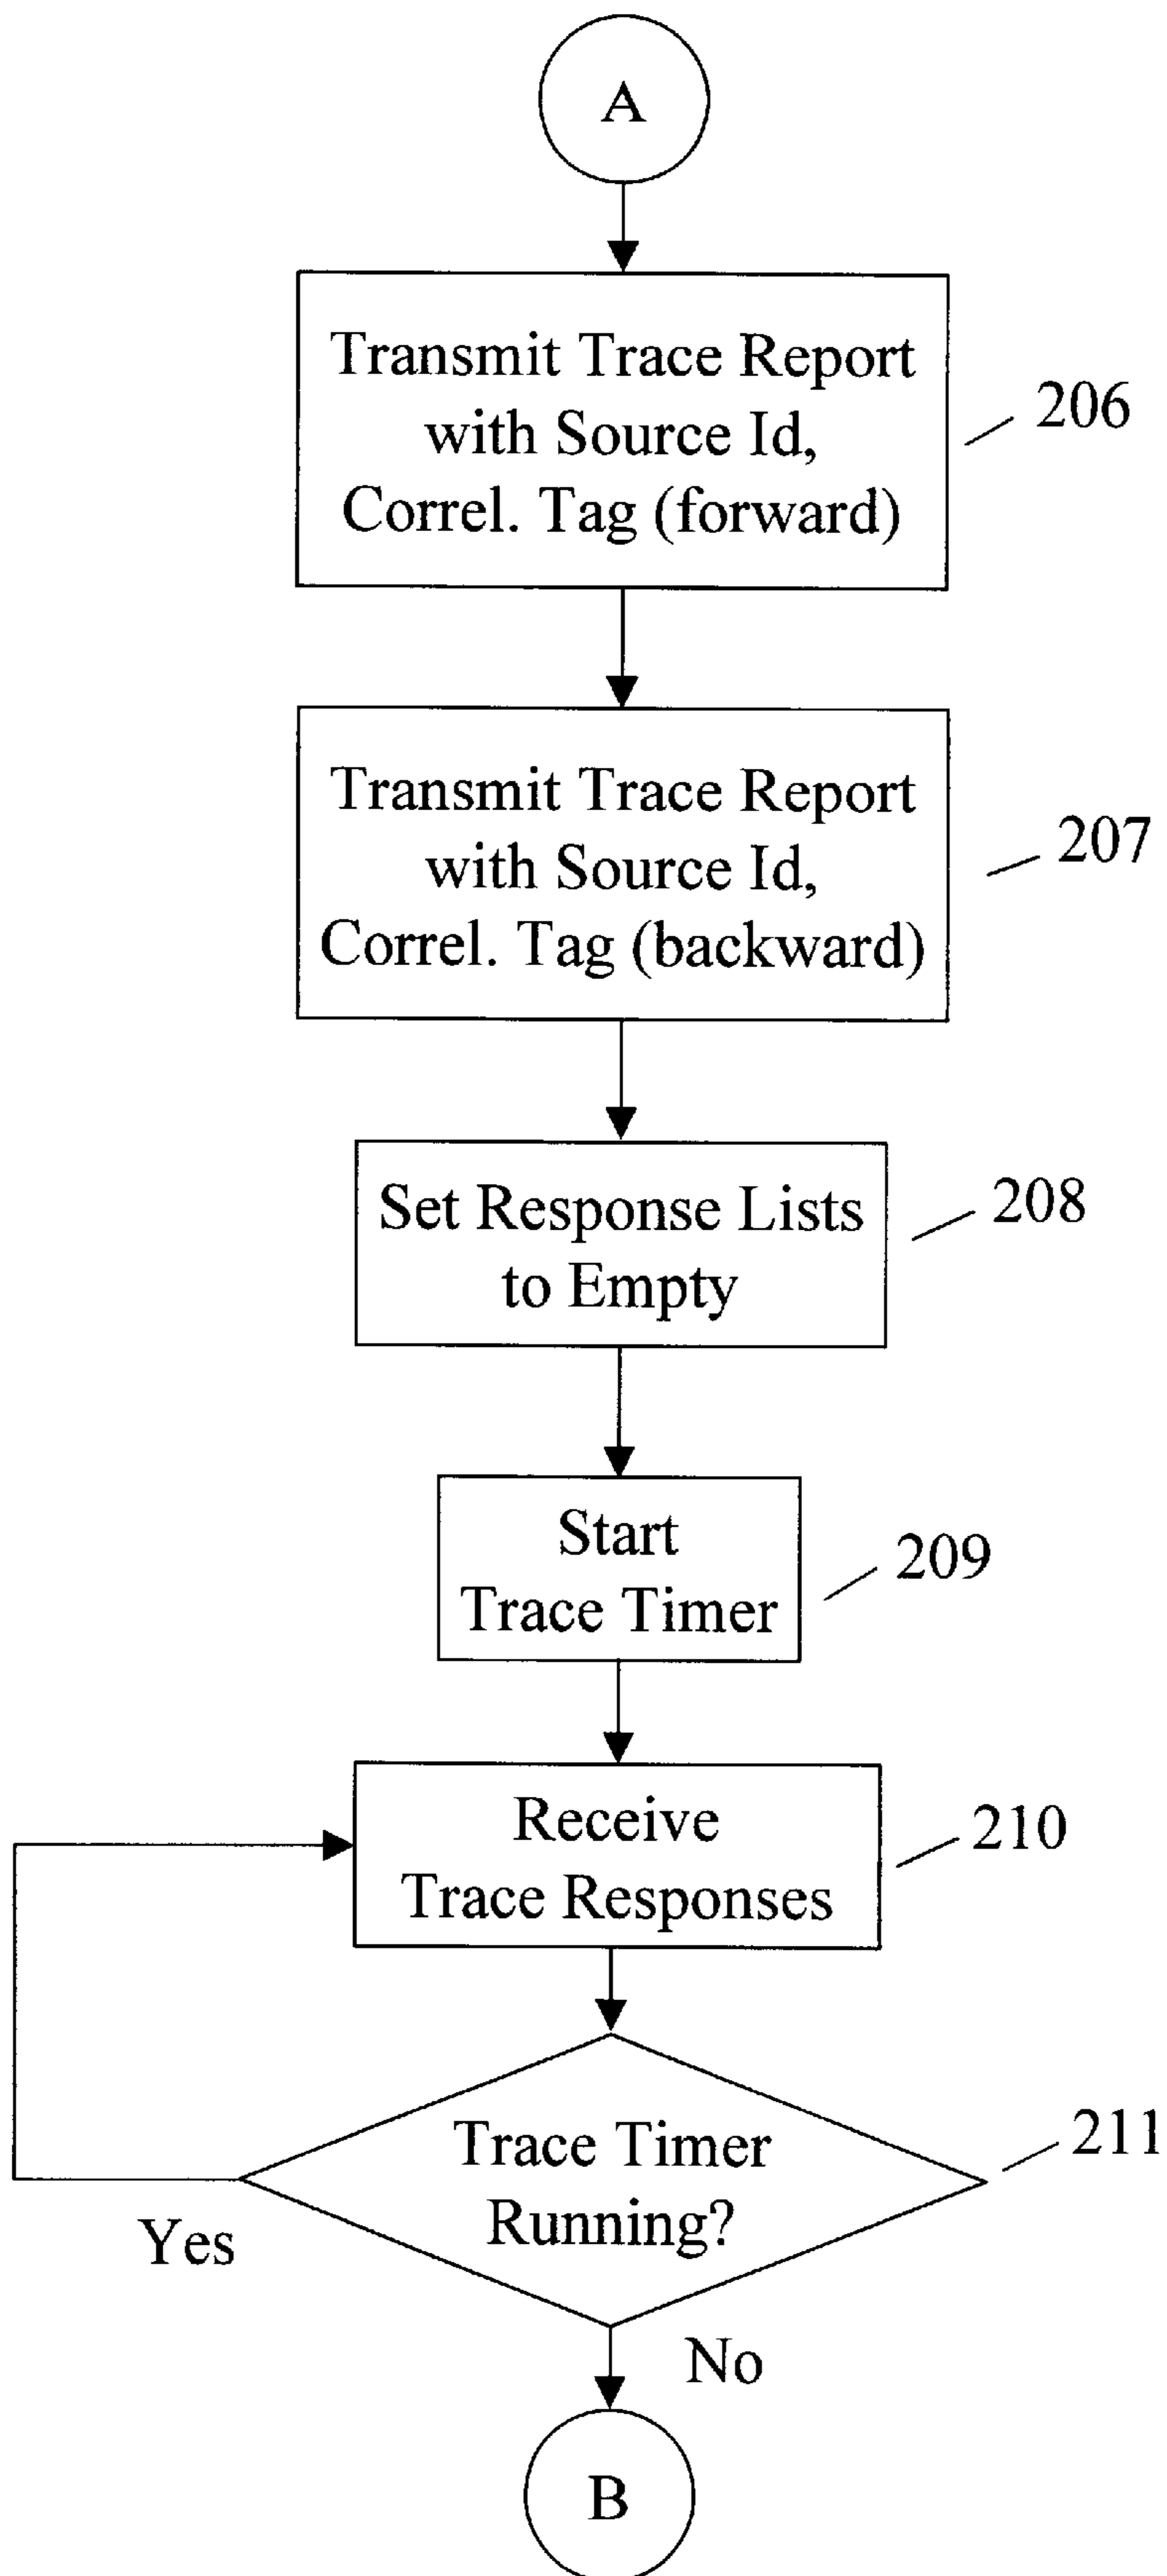 A
Transmit Trace Report
with Source Id,
Correl. Tag (forward)
206
Transmit Trace Report
with Source Id,
Correl. Tag (backward)
207
Set Response Lists
to Empty
208
Start
Trace Timer
209
Receive
Trace Responses
210
Trace Timer
Running?
211
Yes
No
B